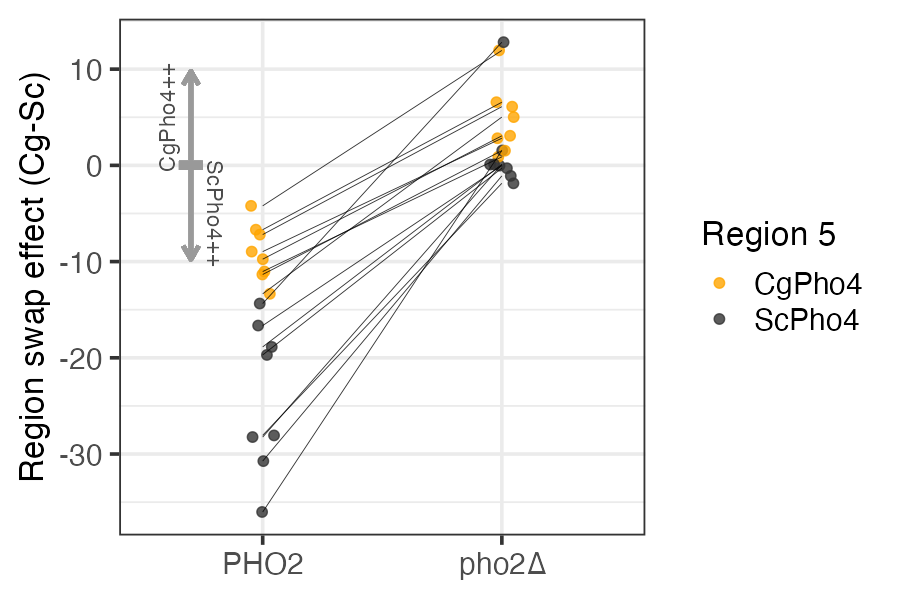 Region swap effect (Cg-Sc)
10
0
-10
-20
-30
CgPho4++
ScPho4++
PHO2
pho2Δ
Region 5
CgPho4
ScPho4